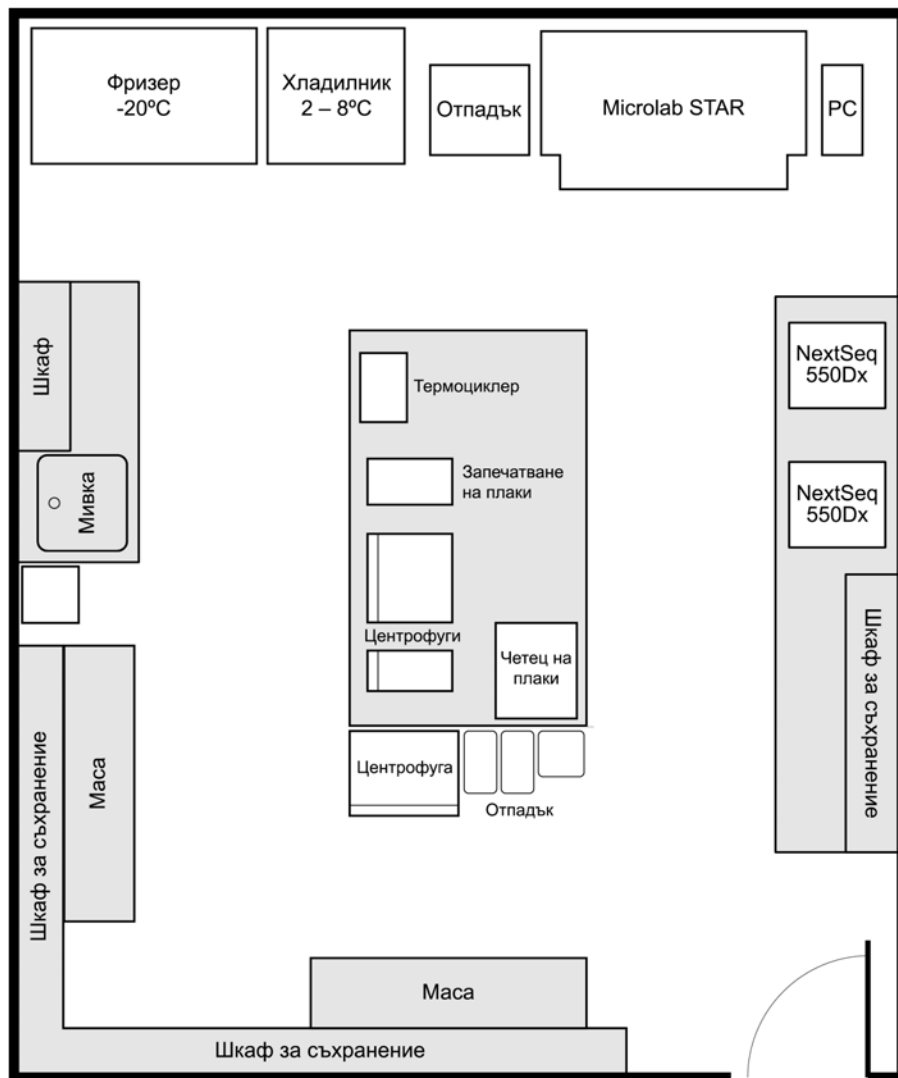 Фризер
-20ºC
Хладилник
2 – 8ºC
Отпадък
Microlab STAR
PC
Шкаф
Мивка
Термоциклер
Запечатване
на плаки
Центрофуги
Четец на
плаки
Центрофуга
Отпадък
NextSeq
550Dx
NextSeq
550Dx
Шкаф за съхранение
Шкаф за съхранение
Маса
Маса
Шкаф за съхранение